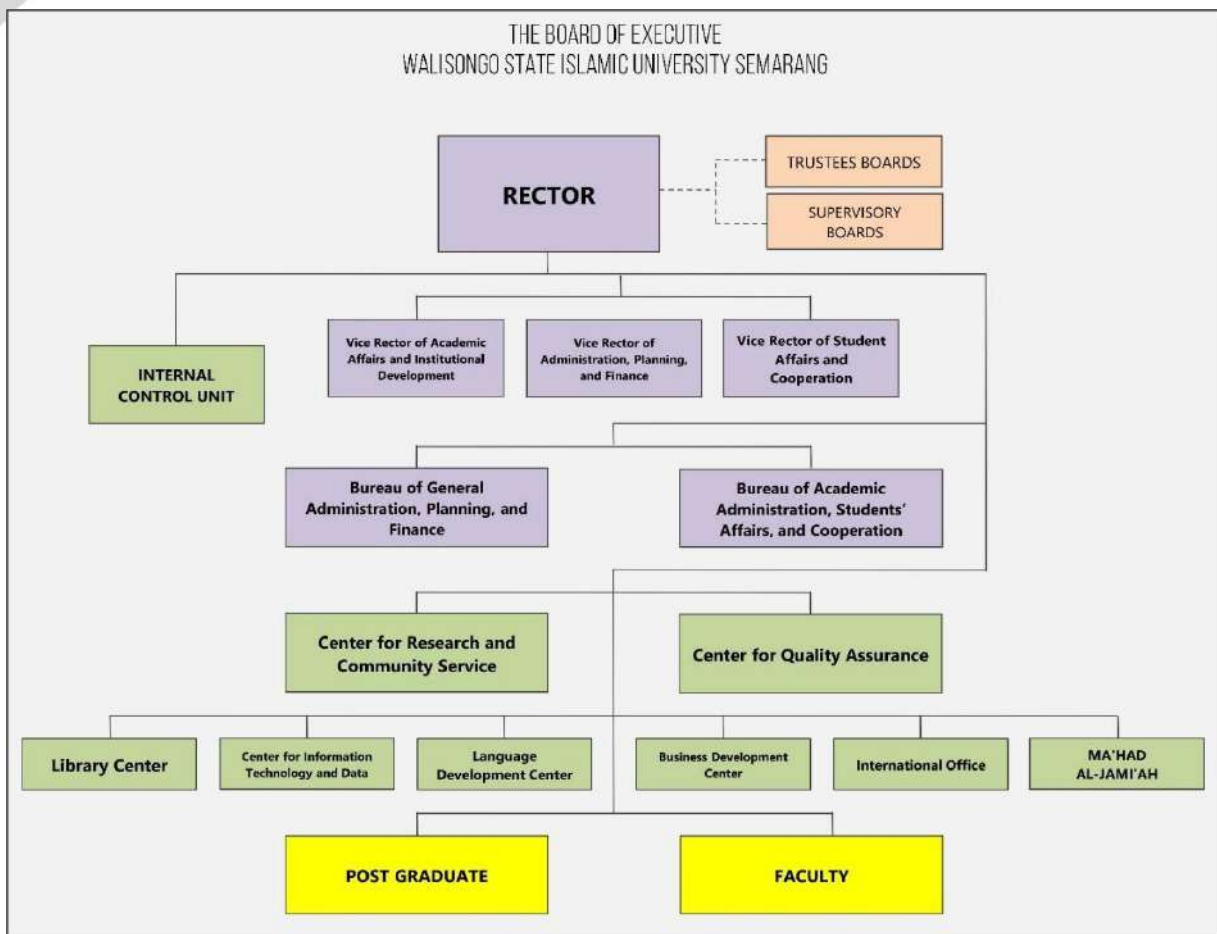 THE BOARD OF EXECUTIVE
WALISONGO STATE ISLAMIC UNIVERSITY SEMARANG
RECTOR
TRUSTEES BOARDS
SUPERVISORY
BOARDS
INTERNAL
CONTROL UNIT
Vice Rector of Academic
Affairs and Institutional
Development
Vice Rector of
Administration, Planning,
and Finance
Vice Rector of Student
Affairs and
Cooperation
Bureau of General
Administration, Planning, and
Finance
Bureau of Academic
Administration, Students’
Affairs, and Cooperation
Center for Research and
Community Service
Center for Quality Assurance
Library Center
Center for Information
Technology and Data
Language
Development Center
Business Development
Center
International Office
MA'HAD
AL-JAMI'AH
POST GRADUATE
FACULTY